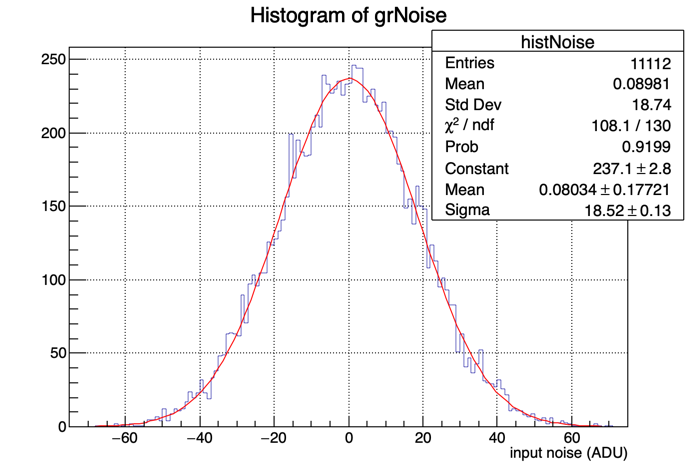 Histogram of grNoise
histNoise
Entries 11112
Mean 0.08981
Std Dev 18.74
χ² / ndf 108.1 / 130
Prob 0.9199
Constant 237.1 ± 2.8
Mean 0.08034 ± 0.17721
Sigma 18.52 ± 0.13
250
200
150
100
50
0
−60 −40 −20 0 20 40 60
input noise (ADU)